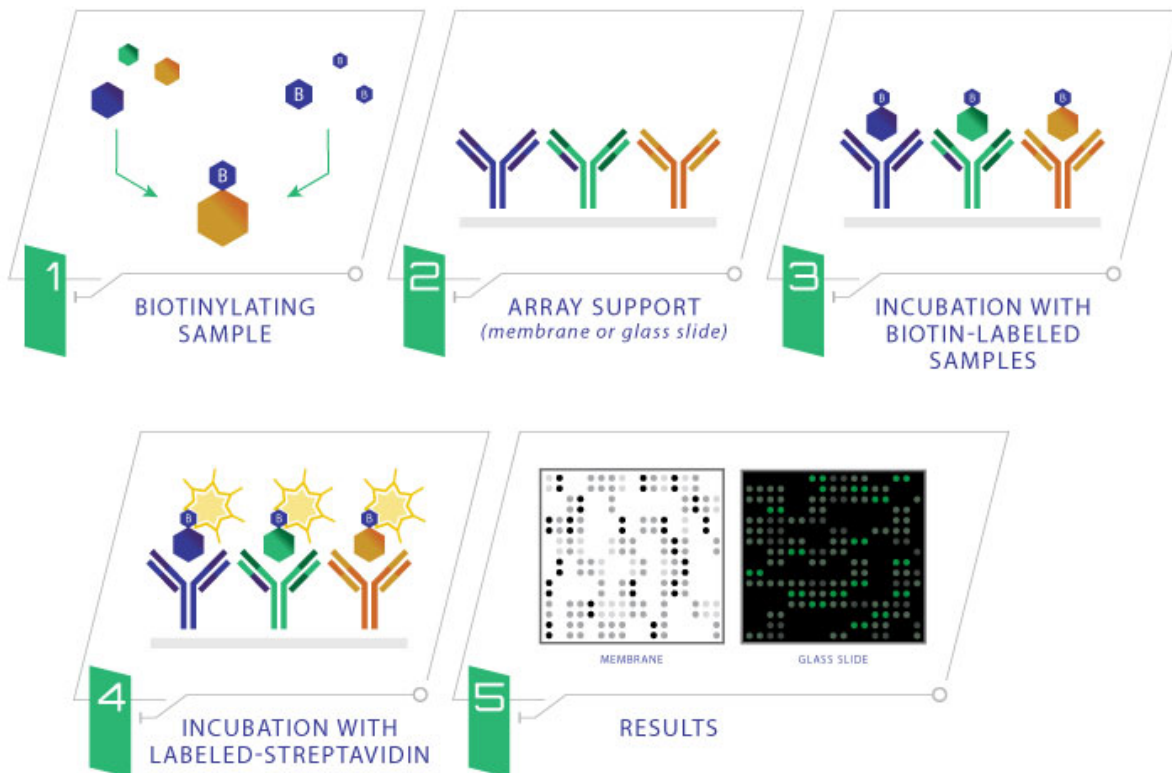 B
B
B
B
1
BIOTINYLATING
SAMPLE
2
ARRAY SUPPORT
(membrane or glass slide)
B
B
B
3
INCUBATION WITH
BIOTIN-LABELED
SAMPLES
B
B
B
4
INCUBATION WITH
LABELED-STREPTAVIDIN
MEMBRANE
GLASS SLIDE
5
RESULTS